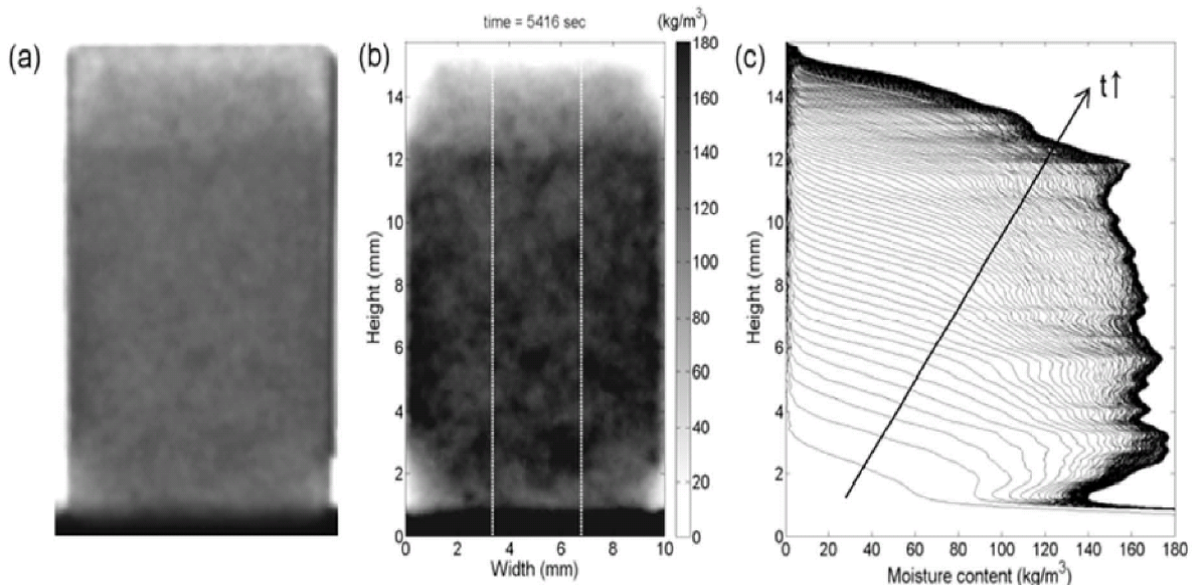 (a)
(b)
time = 5416 sec
(kg/m³)
14
12
10
8
6
4
2
0
Height (mm)
0 2 4 6 8 10
Width (mm)
180
160
140
120
100
80
60
40
20
0
(c)
t↑
14
12
10
8
6
4
2
0
Height (mm)
0 20 40 60 80 100 120 140 160 180
Moisture content (kg/m³)